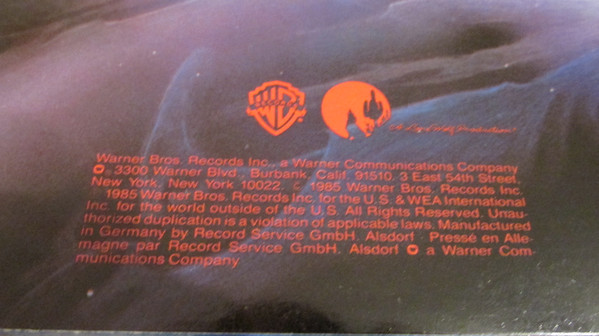 Warner Bros. Records Inc., a Warner Communications Company
3300 Warner Blvd., Burbank, Calif. 91510. 3 East 54th Street,
New York, New York 10022. 1985 Warner Bros. Records Inc.
1985 Warner Bros. Records Inc. for the U.S. & WEA International
Inc. for the world outside of the U.S. All Rights Reserved. Unau-
thorized duplication is a violation of applicable laws. Manufactured
in Germany by Record Service GmbH, Alsdorf · Pressé en Alle-
magne par Record Service GmbH, Alsdorf a Warner Com-
munications Company